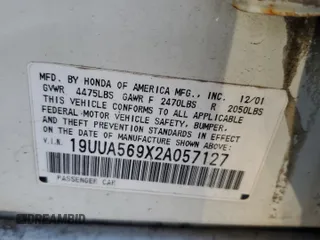 MFD. BY HONDA OF AMERICA MFG., INC. 12/01
GVWR 4475LBS GAWR F 2470LBS R 2050LBS
THIS VEHICLE CONFORMS TO ALL APPLICABLE
FEDERAL MOTOR VEHICLE SAFETY, BUMPER,
AND THEFT PREVENTION STANDARDS IN EFFECT
ON THE DATE OF MANUFACTURE SHOWN ABOVE.
V.I.N. 19UUA569X2A057127
PASSENGER CAR